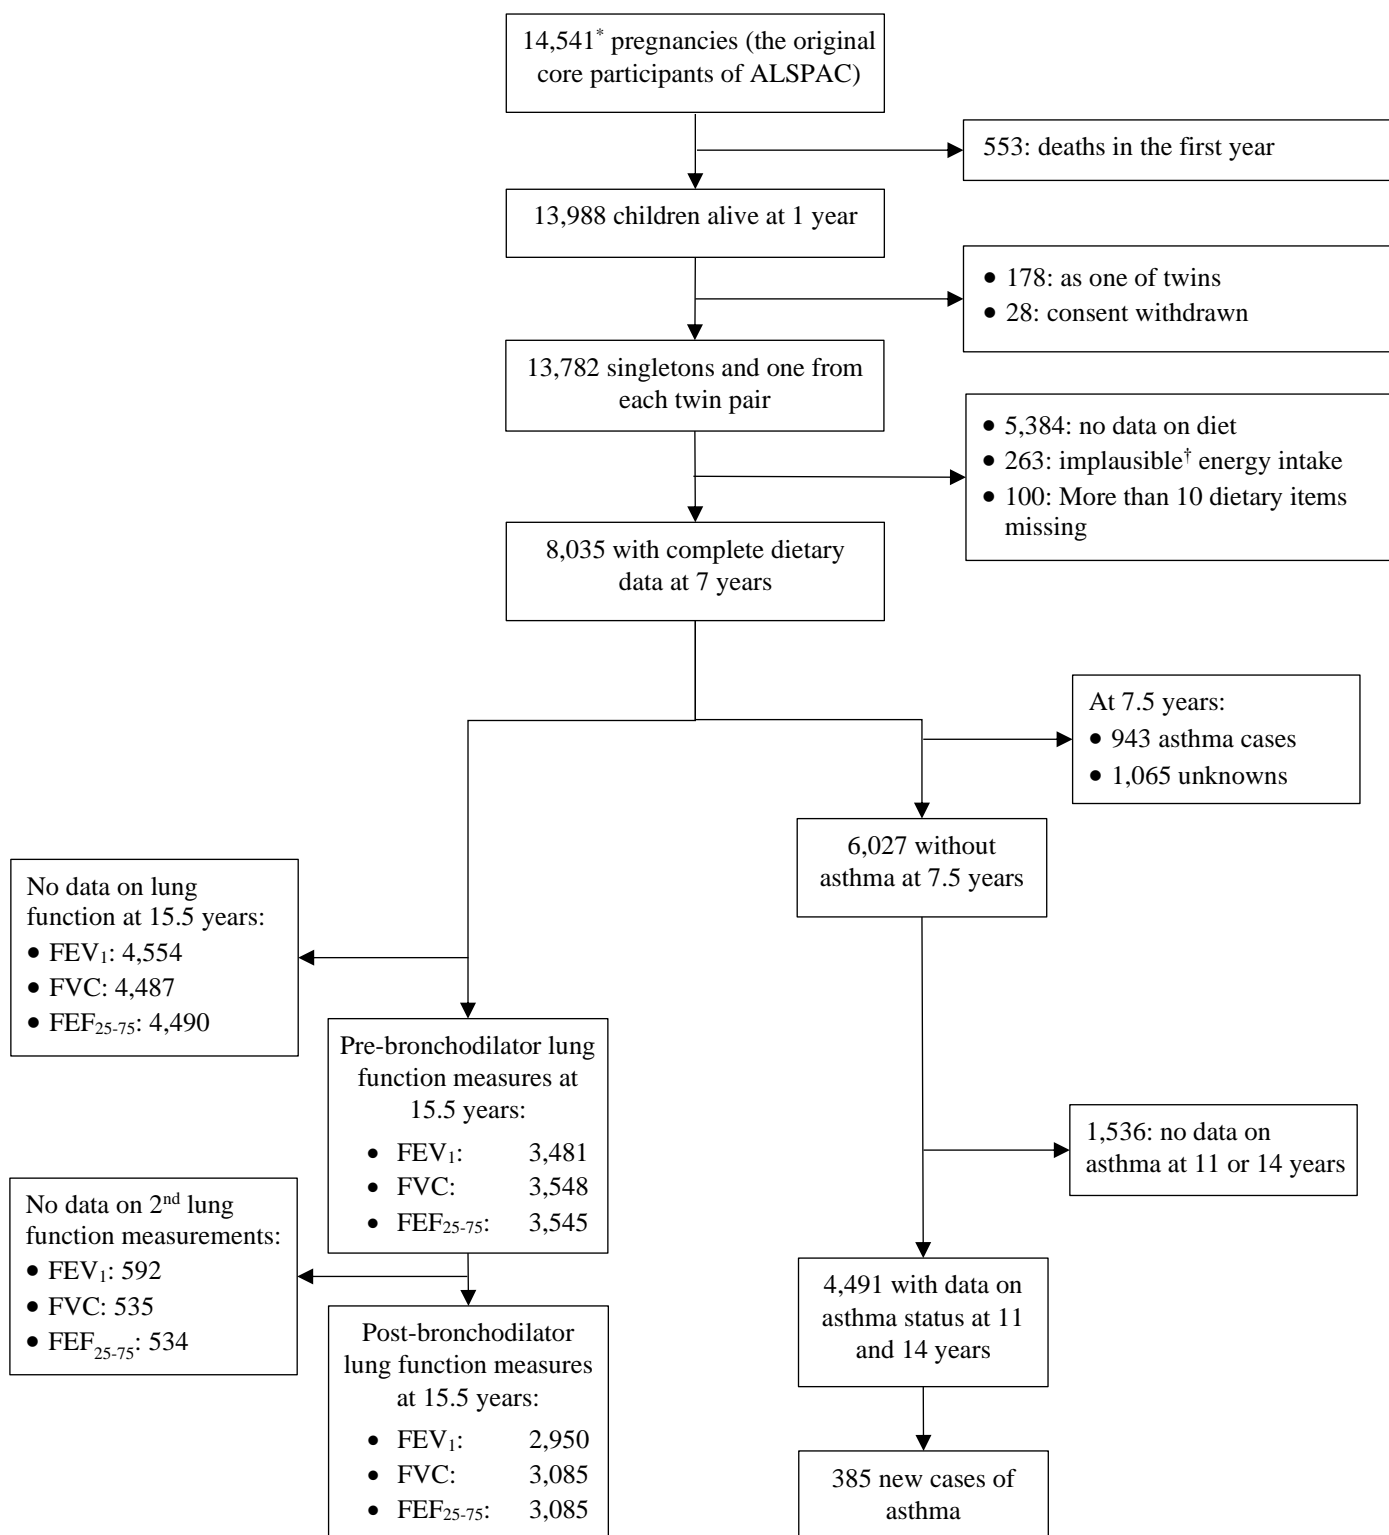 14,541* pregnancies (the original
core participants of ALSPAC)
553: deaths in the first year
13,988 children alive at 1 year
• 178: as one of twins
• 28: consent withdrawn
13,782 singletons and one from
each twin pair
• 5,384: no data on diet
• 263: implausible† energy intake
• 100: More than 10 dietary items
missing
8,035 with complete dietary
data at 7 years
At 7.5 years:
• 943 asthma cases
• 1,065 unknowns
6,027 without
asthma at 7.5 years
No data on lung
function at 15.5 years:
• FEV1: 4,554
• FVC: 4,487
• FEF25-75: 4,490
Pre-bronchodilator lung
function measures at
15.5 years:
• FEV1: 3,481
• FVC: 3,548
• FEF25-75: 3,545
1,536: no data on
asthma at 11 or 14 years
No data on 2nd lung
function measurements:
• FEV1: 592
• FVC: 535
• FEF25-75: 534
4,491 with data on
asthma status at 11
and 14 years
Post-bronchodilator
lung function measures
at 15.5 years:
• FEV1: 2,950
• FVC: 3,085
• FEF25-75: 3,085
385 new cases of
asthma